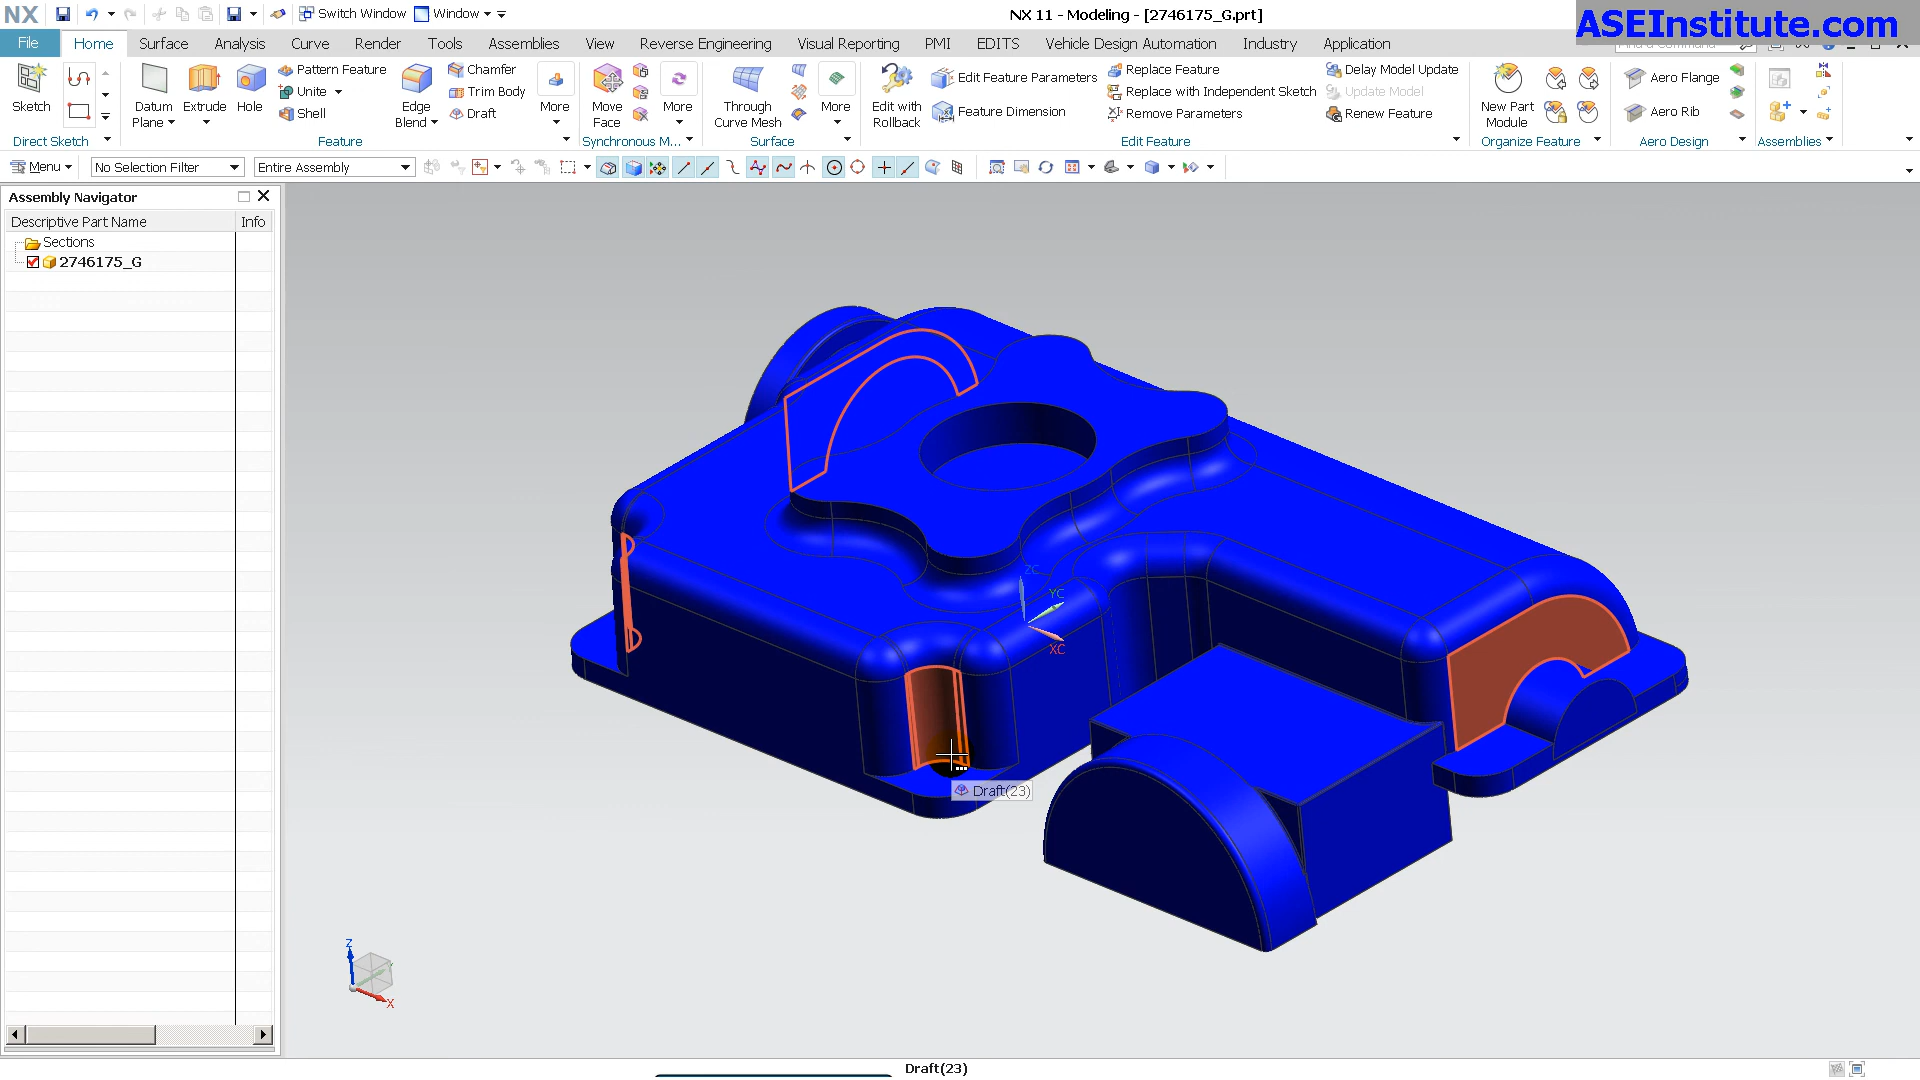 NX Switch Window Window NX 11 - Modeling - [2746175_G.prt] ASEInstitute.com
File Home Surface Analysis Curve Render Tools Assemblies View Reverse Engineering Visual Reporting PMI EDITS Vehicle Design Automation Industry Application
Pattern Feature Chamfer Replace Feature Delay Model Update
Edit Feature Parameters Aero Flange
Unite Trim Body Replace with Independent Sketch Update Model
Sketch Datum Plane Extrude Hole Edge Blend More Move Face More Through Curve Mesh More Edit with Rollback Feature Dimension New Part Module Aero Rib
Shell Draft Remove Parameters Renew Feature
Direct Sketch Feature Synchronous M... Surface Edit Feature Organize Feature Aero Design Assemblies
Menu No Selection Filter Entire Assembly
Assembly Navigator
Descriptive Part Name Info
Sections
2746175_G
ZC
YC
XC
Draft(23)
Z
X
Draft(23)